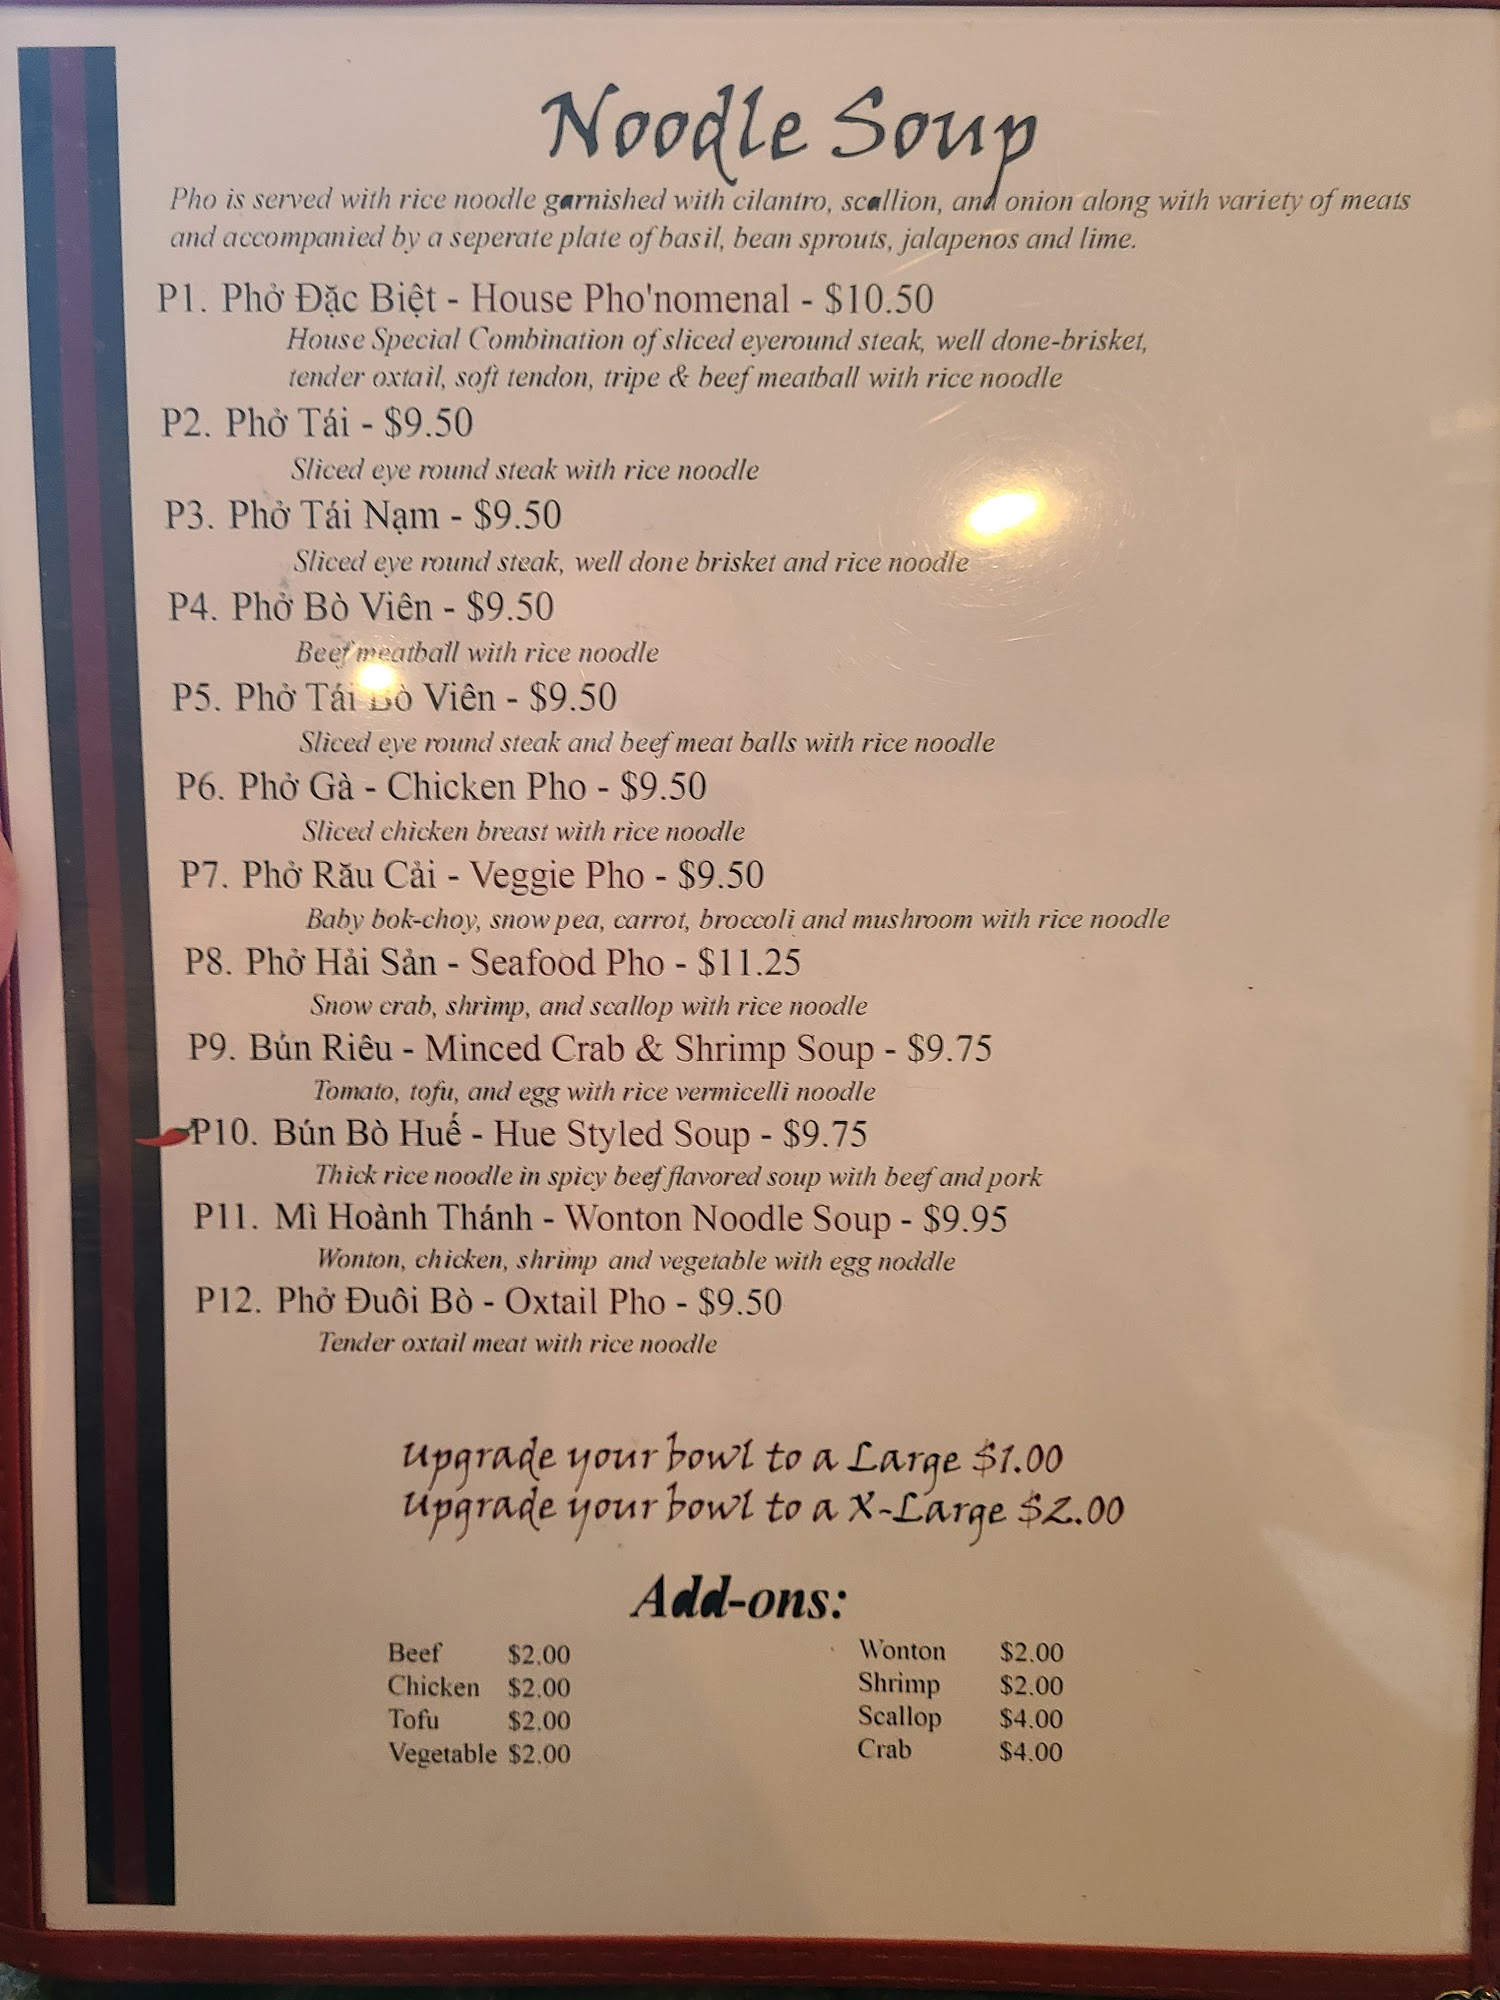 Noodle Soup
Pho is served with rice noodle garnished with cilantro, scallion, and onion along with variety of meats
and accompanied by a seperate plate of basil, bean sprouts, jalapenos and lime.
P1. Phở Đặc Biệt - House Pho'nomenal - $10.50
House Special Combination of sliced eyeround steak, well done-brisket,
tender oxtail, soft tendon, tripe & beef meatball with rice noodle
P2. Phở Tái - $9.50
Sliced eye round steak with rice noodle
P3. Phở Tái Nạm - $9.50
Sliced eye round steak, well done brisket and rice noodle
P4. Phở Bò Viên - $9.50
Beef meatball with rice noodle
P5. Phở Tái Bò Viên - $9.50
Sliced eye round steak and beef meat balls with rice noodle
P6. Phở Gà - Chicken Pho - $9.50
Sliced chicken breast with rice noodle
P7. Phở Rău Cải - Veggie Pho - $9.50
Baby bok-choy, snow pea, carrot, broccoli and mushroom with rice noodle
P8. Phở Hải Sản - Seafood Pho - $11.25
Snow crab, shrimp, and scallop with rice noodle
P9. Bún Riêu - Minced Crab & Shrimp Soup - $9.75
Tomato, tofu, and egg with rice vermicelli noodle
P10. Bún Bò Huế - Hue Styled Soup - $9.75
Thick rice noodle in spicy beef flavored soup with beef and pork
P11. Mì Hoành Thánh - Wonton Noodle Soup - $9.95
Wonton, chicken, shrimp and vegetable with egg noddle
P12. Phở Đuôi Bò - Oxtail Pho - $9.50
Tender oxtail meat with rice noodle
Upgrade your bowl to a Large $1.00
Upgrade your bowl to a X-Large $2.00
Add-ons:
Beef $2.00
Chicken $2.00
Tofu $2.00
Vegetable $2.00
Wonton $2.00
Shrimp $2.00
Scallop $4.00
Crab $4.00